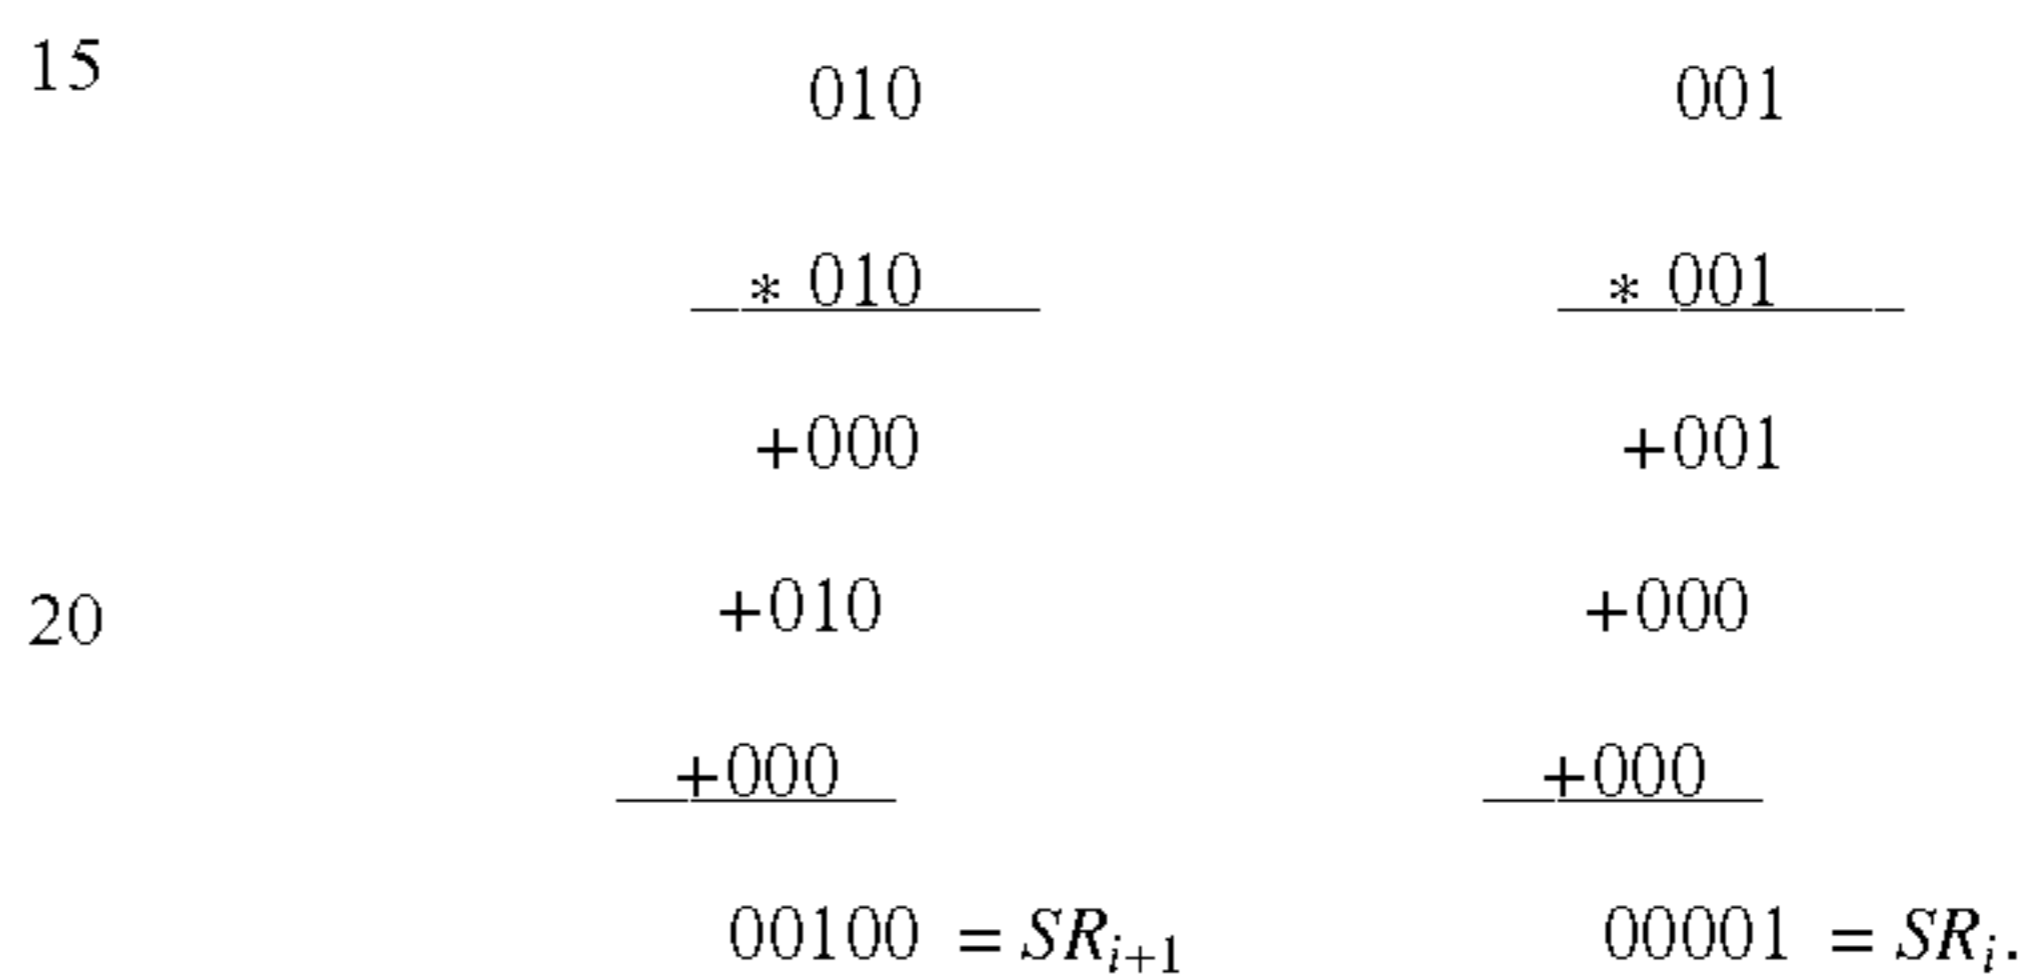 15 010 001
* 010 * 001
+000 +001
20 +010 +000
+000 +000
00100 = SR_{i+1} 00001 = SR_i.